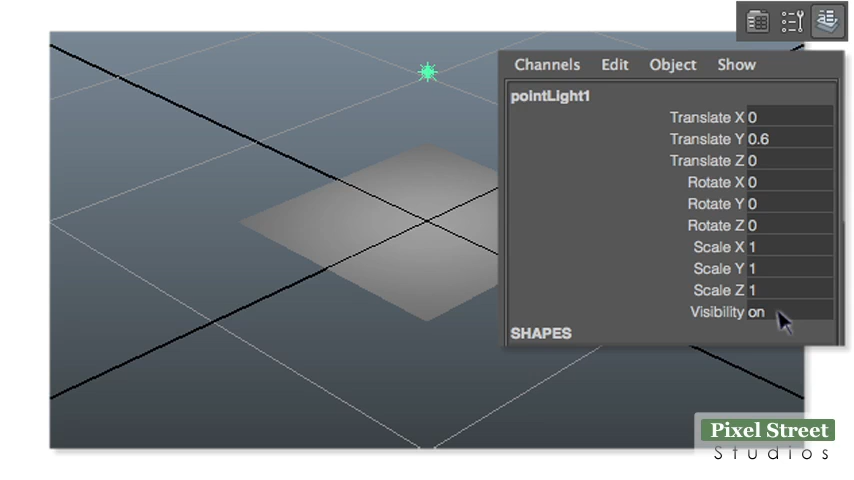 Channels Edit Object Show
pointLight1
Translate X 0
Translate Y 0.6
Translate Z 0
Rotate X 0
Rotate Y 0
Rotate Z 0
Scale X 1
Scale Y 1
Scale Z 1
Visibility on
SHAPES
Pixel Street
Studios